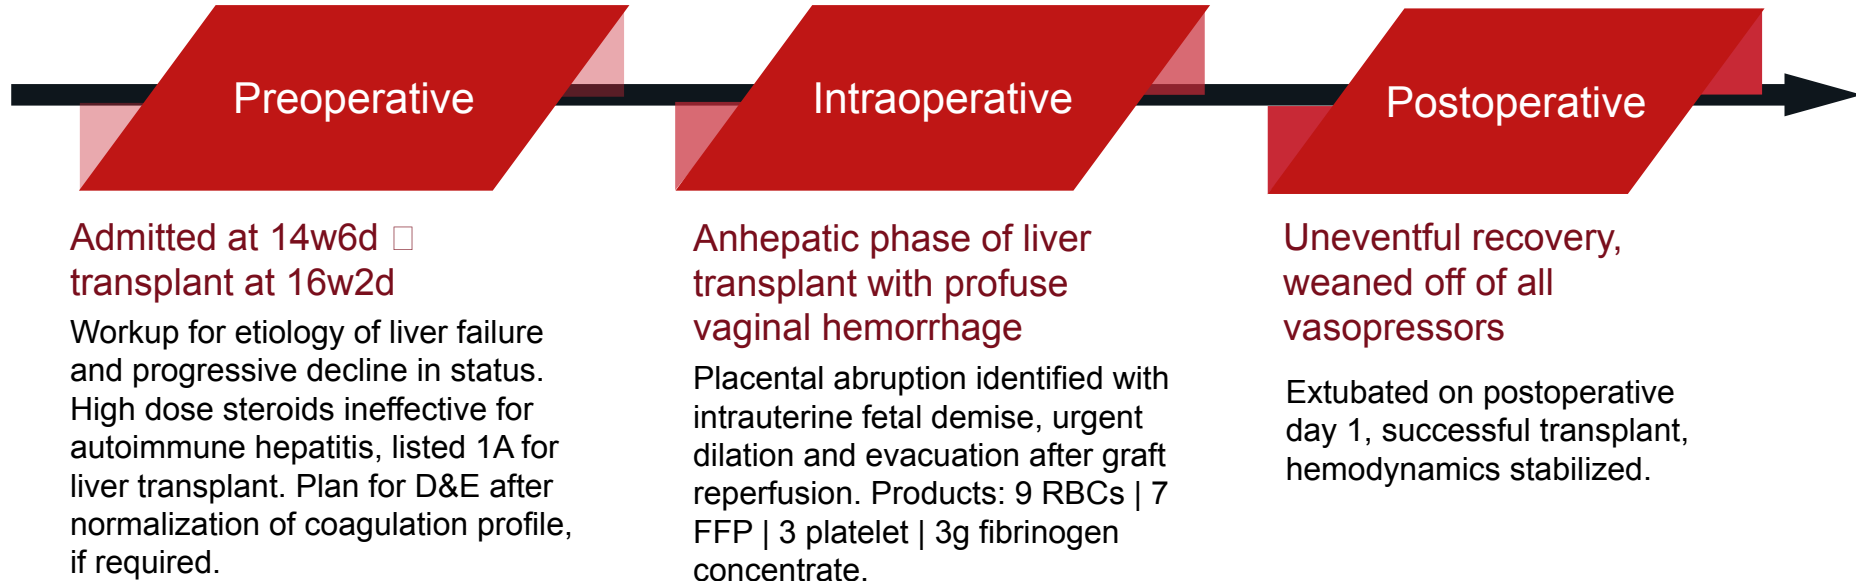 Preoperative
Intraoperative
Postoperative
Admitted at 14w6d □
transplant at 16w2d
Workup for etiology of liver failure
and progressive decline in status.
High dose steroids ineffective for
autoimmune hepatitis, listed 1A for
liver transplant. Plan for D&E after
normalization of coagulation profile,
if required.
Anhepatic phase of liver
transplant with profuse
vaginal hemorrhage
Placental abruption identified with
intrauterine fetal demise, urgent
dilation and evacuation after graft
reperfusion. Products: 9 RBCs | 7
FFP | 3 platelet | 3g fibrinogen
concentrate.
Uneventful recovery,
weaned off of all
vasopressors
Extubated on postoperative
day 1, successful transplant,
hemodynamics stabilized.